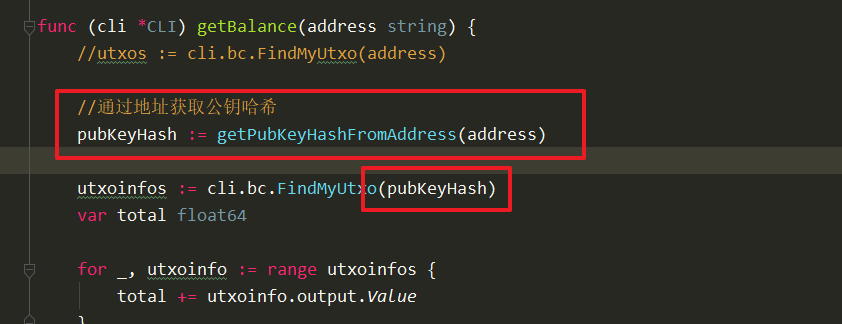 func (cli *CLI) getBalance(address string) {
//utxos := cli.bc.FindMyUtxo(address)
//通过地址获取公钥哈希
pubKeyHash := getPubKeyHashFromAddress(address)
utxoinfos := cli.bc.FindMyUtxo(pubKeyHash)
var total float64
for _, utxoinfo := range utxoinfos {
total += utxoinfo.output.Value
}